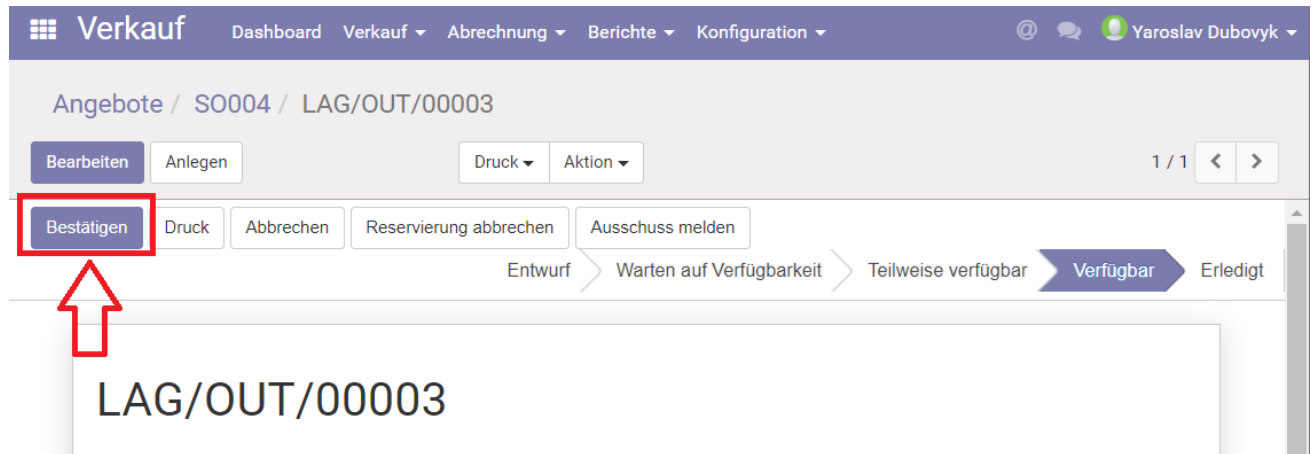 Verkauf Dashboard Verkauf Abrechnung Berichte Konfiguration @ Yaroslav Dubovyk
Angebote / SO004 / LAG/OUT/00003
Bearbeiten Anlegen Druck Aktion 1 / 1
Bestätigen Druck Abbrechen Reservierung abbrechen Ausschuss melden
Entwurf Warten auf Verfügbarkeit Teilweise verfügbar Verfügbar Erledigt
LAG/OUT/00003